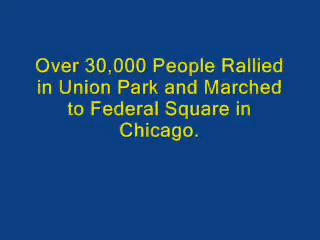 Over 30,000 People Rallied
in Union Park and Marched
to Federal Square in
Chicago.